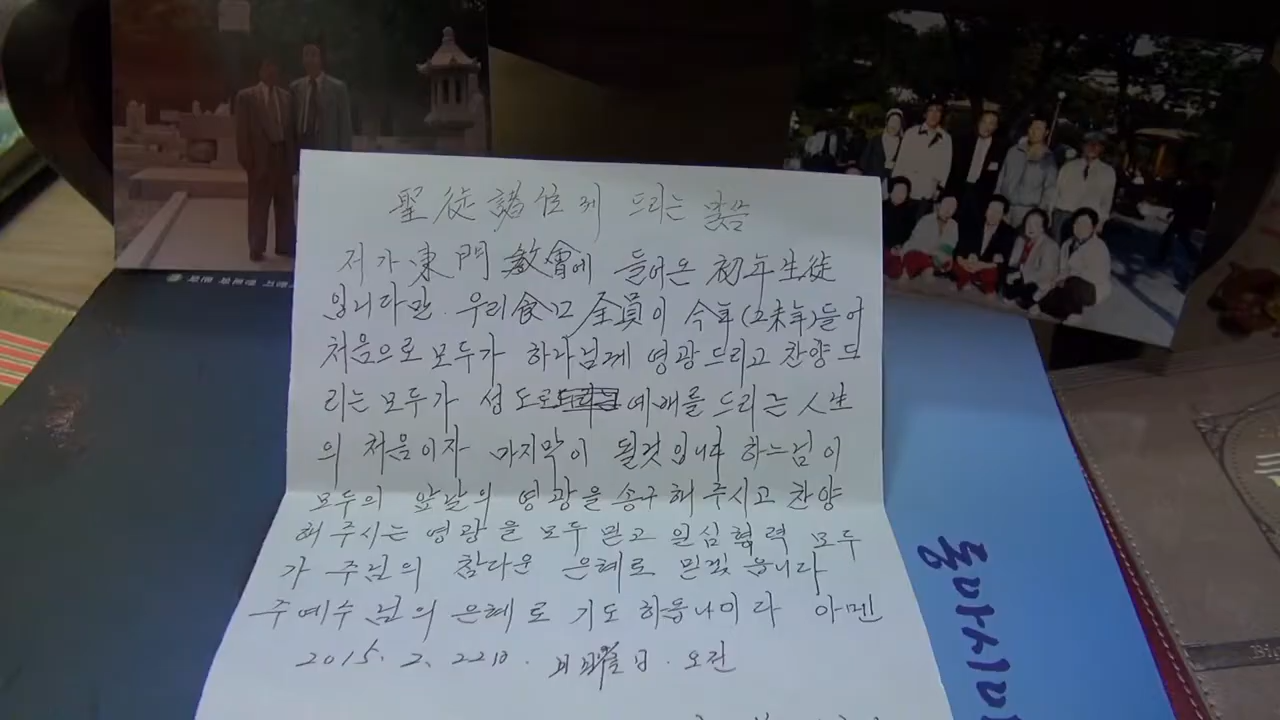 聖徒諸位께 드리는 말씀
저가 東門 敎會에 들어온 初年生徒
입니다만 우리食口 全員이 今年(乙未年)들어
처음으로 모두가 하나님께 영광드리고 찬양드
리는 모두가 성도로 예배를 드리는 人生
의 처음이자 마지막이 될것입니다 하느님이
모두의 앞날의 영광을 송구해 주시고 찬양
해 주시는 영광을 모두 믿고 일심협력 모두
가 주님의 참다운 은혜로 믿겠읍니다
주예수님의 은혜로 기도 하옵나이다 아멘
2015. 2. 22日. 日. 오전
돌아시아